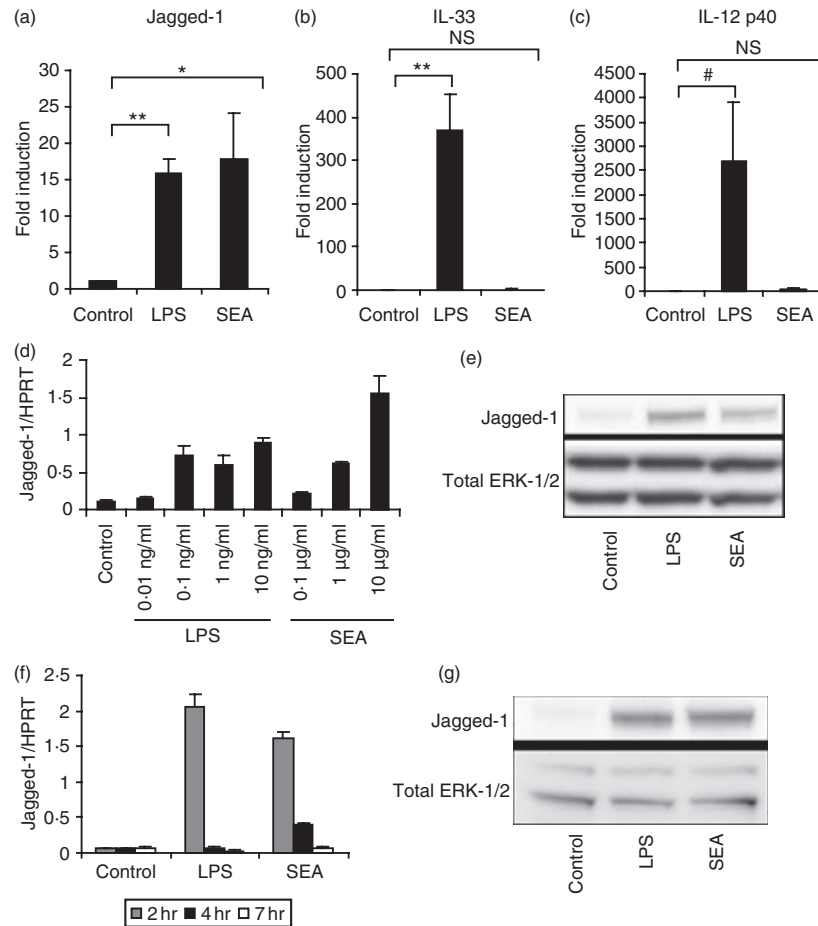 (a) Jagged-1
*
**
30
25
20
15
10
5
0
Fold induction
Control LPS SEA
(b) IL-33
NS
**
500
400
300
200
100
0
Fold induction
Control LPS SEA
(c) IL-12 p40
NS
#
4500
4000
3500
3000
2500
2000
1500
1000
500
0
Fold induction
Control LPS SEA
(d)
2
1·5
1
0·5
0
Jagged-1/HPRT
Control
0·01 ng/ml
0·1 ng/ml
1 ng/ml
10 ng/ml
0·1 µg/ml
1 µg/ml
10 µg/ml
LPS SEA
(e)
Jagged-1
Total ERK-1/2
Control
LPS
SEA
(f)
2·5
2
1·5
1
0·5
0
Jagged-1/HPRT
Control LPS SEA
2 hr 4 hr 7 hr
(g)
Jagged-1
Total ERK-1/2
Control
LPS
SEA